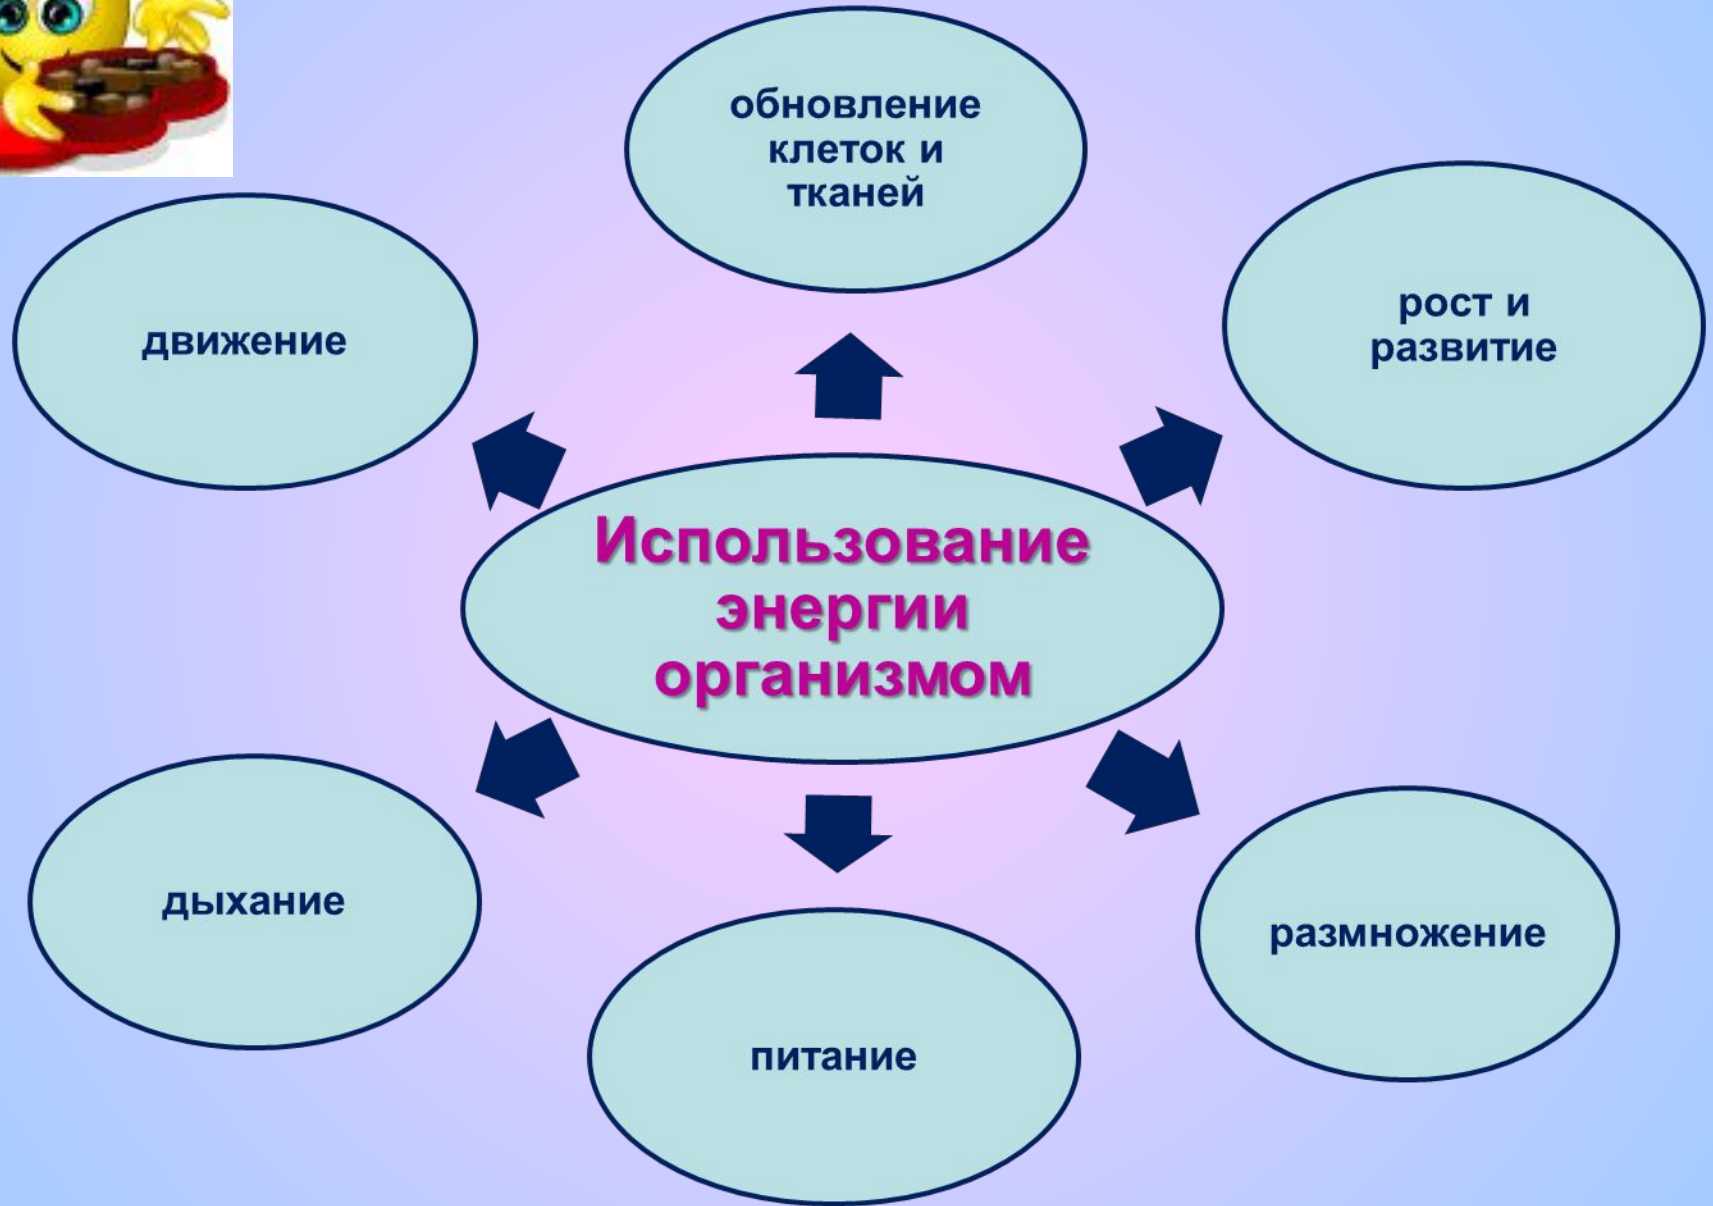 обновление
клеток и
тканей
рост и
развитие
движение
Использование
энергии
организмом
дыхание
размножение
питание